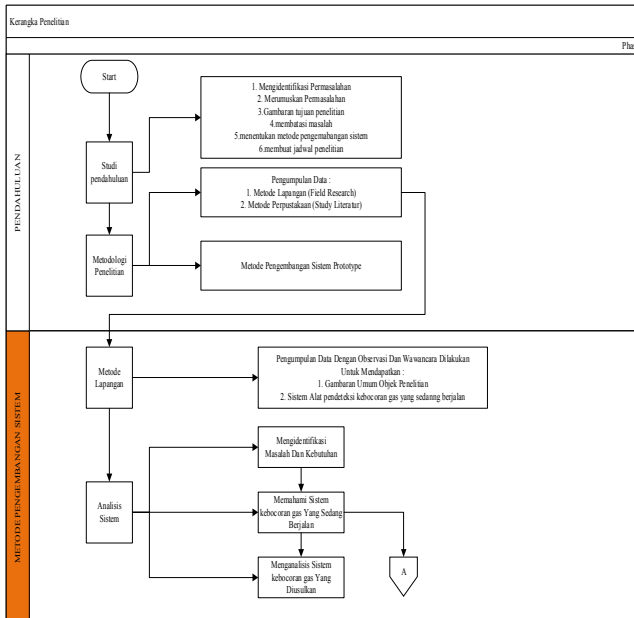 Kerangka Penelitian
Phas
PENDAHULUAN
Start
Studi
pendahuluan
1. Mengidentifikasi Permasalahan
2. Merumuskan Permasalahan
3.Gambaran tujuan penelitian
4.membatasi masalah
5.menentukan metode pengemabangan sistem
6.membuat jadwal penelitian
Pengumpulan Data :
1. Metode Lapangan (Field Research)
2. Metode Perpustakaan (Study Literatur)
Metodologi
Penelitian
Metode Pengembangan Sistem Prototype
METODE PENGEMBANGAN SISTEM
Metode
Lapangan
Pengumpulan Data Dengan Observasi Dan Wawancara Dilakukan
Untuk Mendapatkan :
1. Gambaran Umum Objek Penelitian
2. Sistem Alat pendeteksi kebocoran gas yang sedanng berjalan
Analisis
Sistem
Mengidentifikasi
Masalah Dan Kebutuhan
Memahami Sistem
kebocoran gas Yang Sedang
Berjalan
A
Menganalisis Sistem
kebocoran gas Yang
Diusulkan